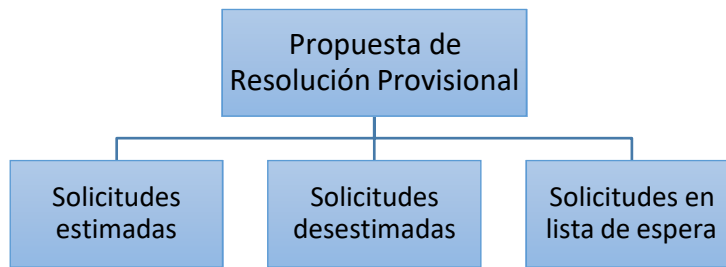 Propuesta de
Resolución Provisional
Solicitudes
estimadas
Solicitudes
desestimadas
Solicitudes en
lista de espera